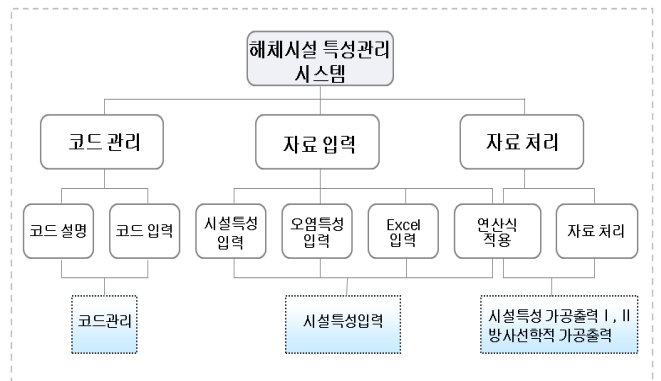 해체시설 특성관리
시스템
코드 관리
자료 입력
자료 처리
코드 설명
코드 입력
시설특성
입력
오염특성
입력
Excel
입력
연산식
적용
자료 처리
코드관리
시설특성입력
시설특성 가공출력 Ⅰ, Ⅱ
방사선학적 가공출력